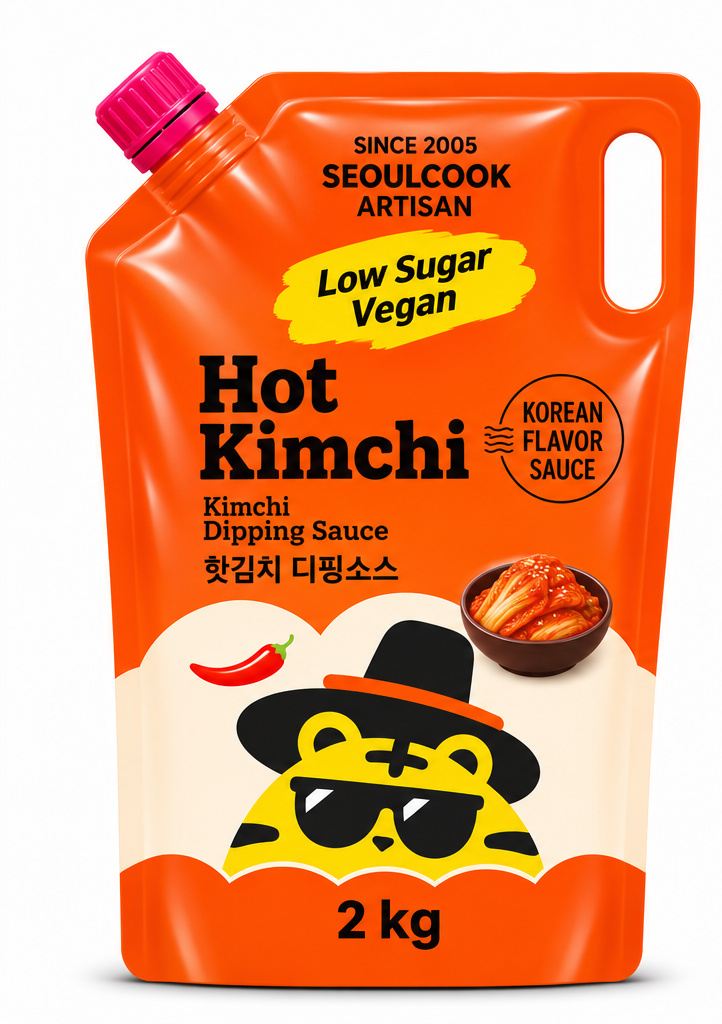 SINCE 2005
SEOULCOOK
ARTISAN
Low Sugar
Vegan
Hot
Kimchi
KOREAN
FLAVOR
SAUCE
Kimchi
Dipping Sauce
핫김치 디핑소스
2 kg